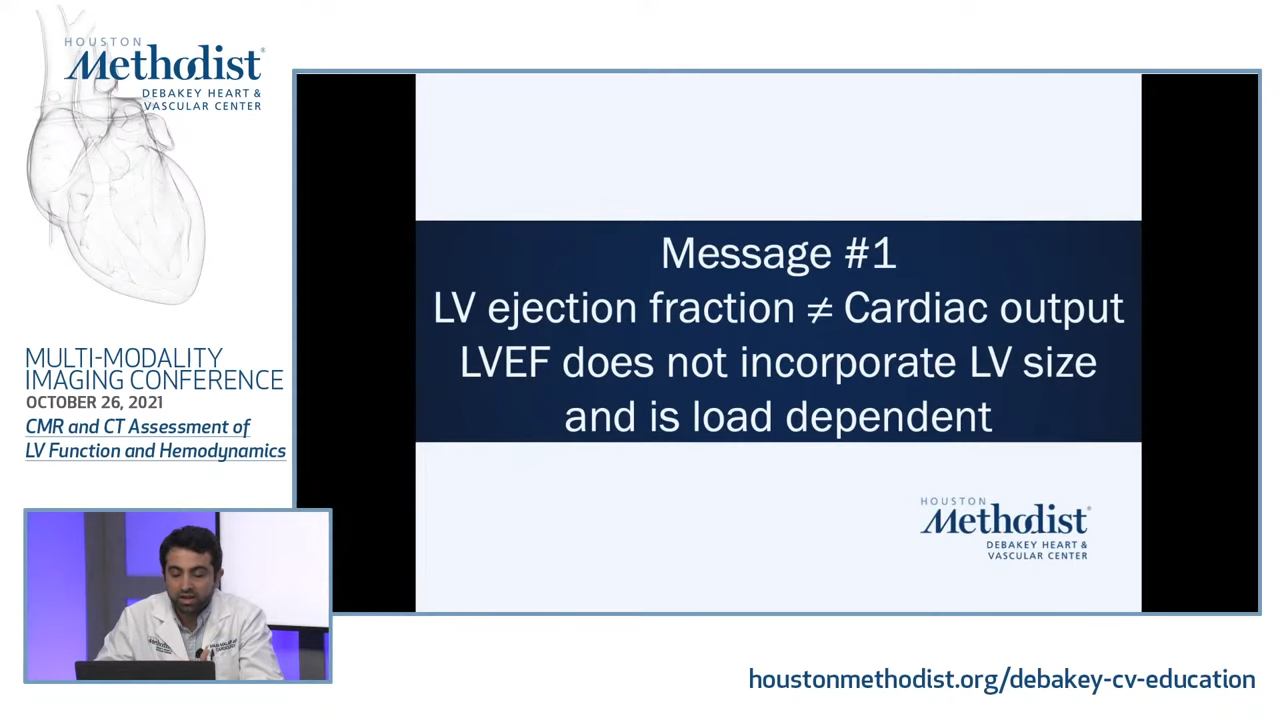 HOUSTON
Methodist®
DEBAKEY HEART &
VASCULAR CENTER
Message #1
LV ejection fraction ≠ Cardiac output
LVEF does not incorporate LV size
and is load dependent
HOUSTON
Methodist®
DEBAKEY HEART &
VASCULAR CENTER
MULTI-MODALITY
IMAGING CONFERENCE
OCTOBER 26, 2021
CMR and CT Assessment of
LV Function and Hemodynamics
Methodist
CARDIOLOGY
houstonmethodist.org/debakey-cv-education